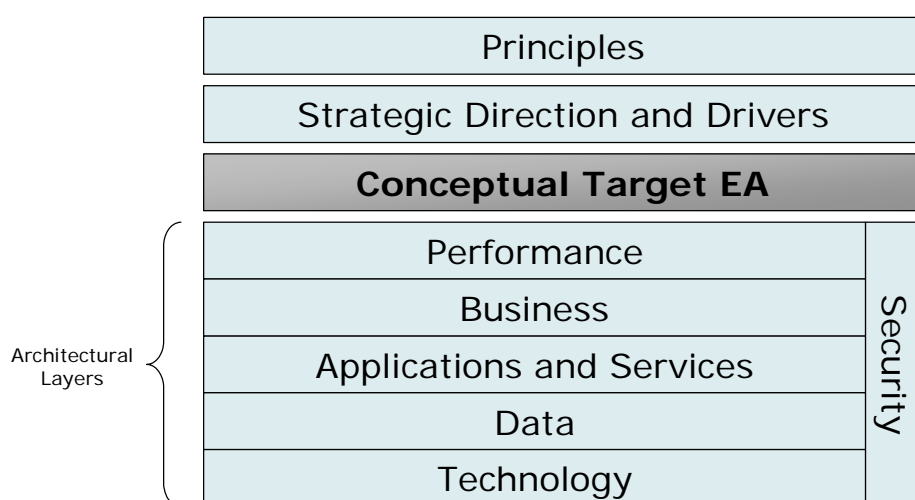 Principles
Strategic Direction and Drivers
Conceptual Target EA
Performance
Business
Applications and Services
Data
Technology
Security
Architectural
Layers